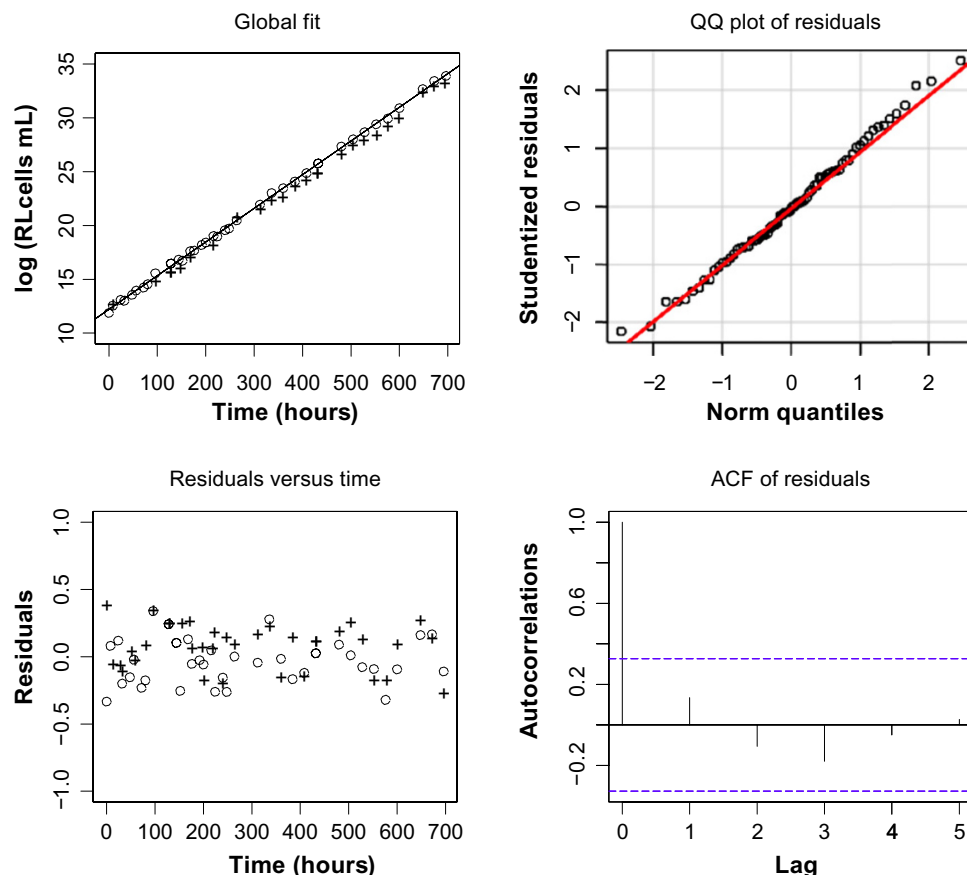 Global fit
log (RLcells mL)
35
30
25
20
15
10
0 100 200 300 400 500 600 700
Time (hours)
QQ plot of residuals
Studentized residuals
2
1
0
−1
−2
−2 −1 0 1 2
Norm quantiles
Residuals versus time
Residuals
1.0
0.5
0.0
−0.5
−1.0
0 100 200 300 400 500 600 700
Time (hours)
ACF of residuals
Autocorrelations
1.0
0.6
0.2
−0.2
0 1 2 3 4 5
Lag